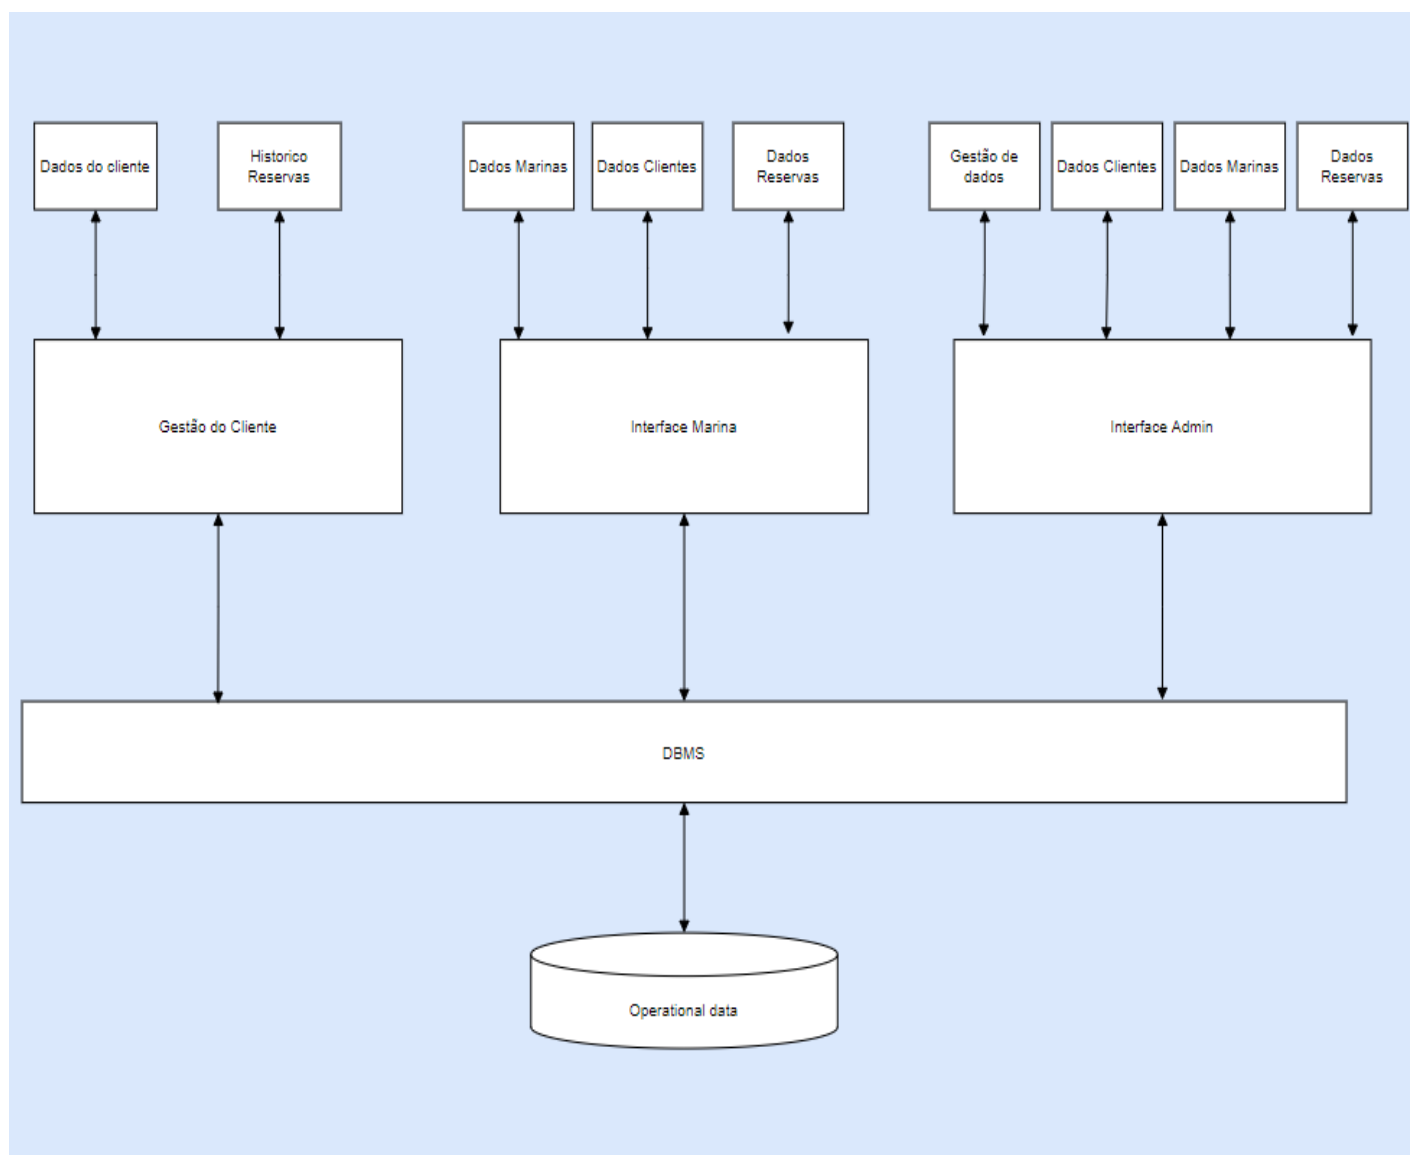 Dados do cliente
Historico
Reservas
Dados Marinas
Dados Clientes
Dados
Reservas
Gestão de
dados
Dados Clientes
Dados Marinas
Dados
Reservas
Gestão do Cliente
Interface Marina
Interface Admin
DBMS
Operational data